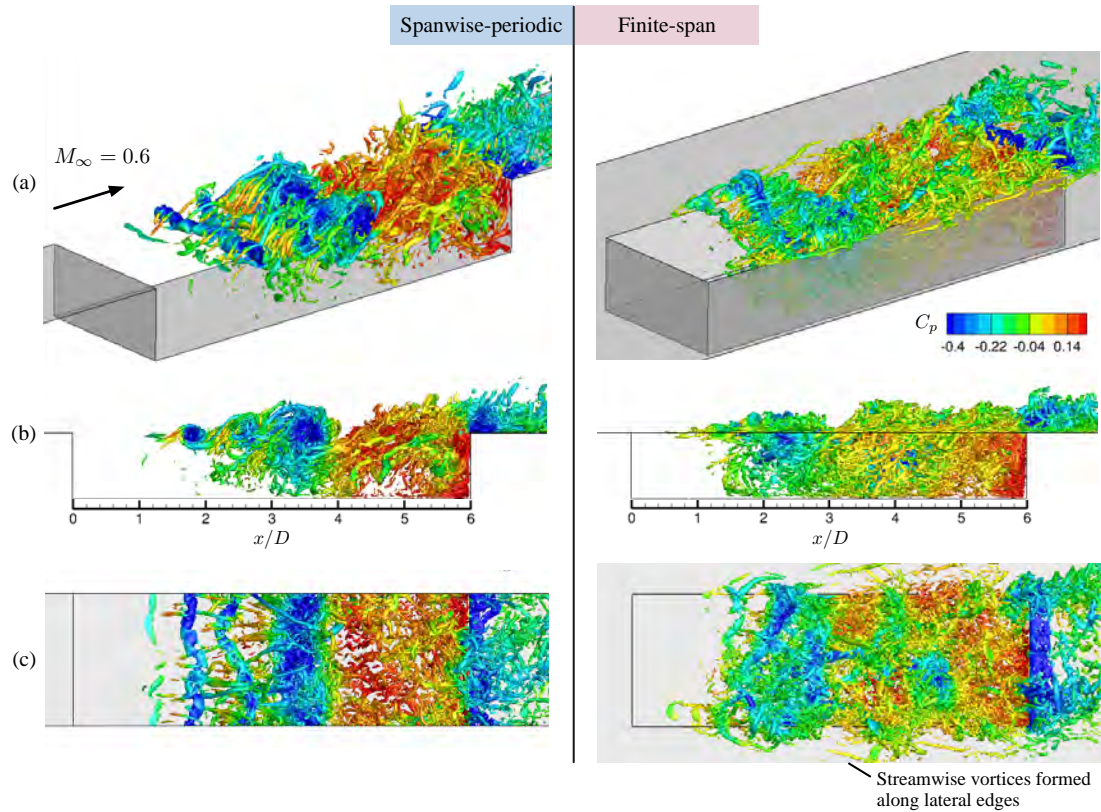 Spanwise-periodic Finite-span
M∞ = 0.6
(a)
Cp
-0.4 -0.22 -0.04 0.14
(b)
0 1 2 3 4 5 6
x/D
0 1 2 3 4 5 6
x/D
(c)
Streamwise vortices formed
along lateral edges